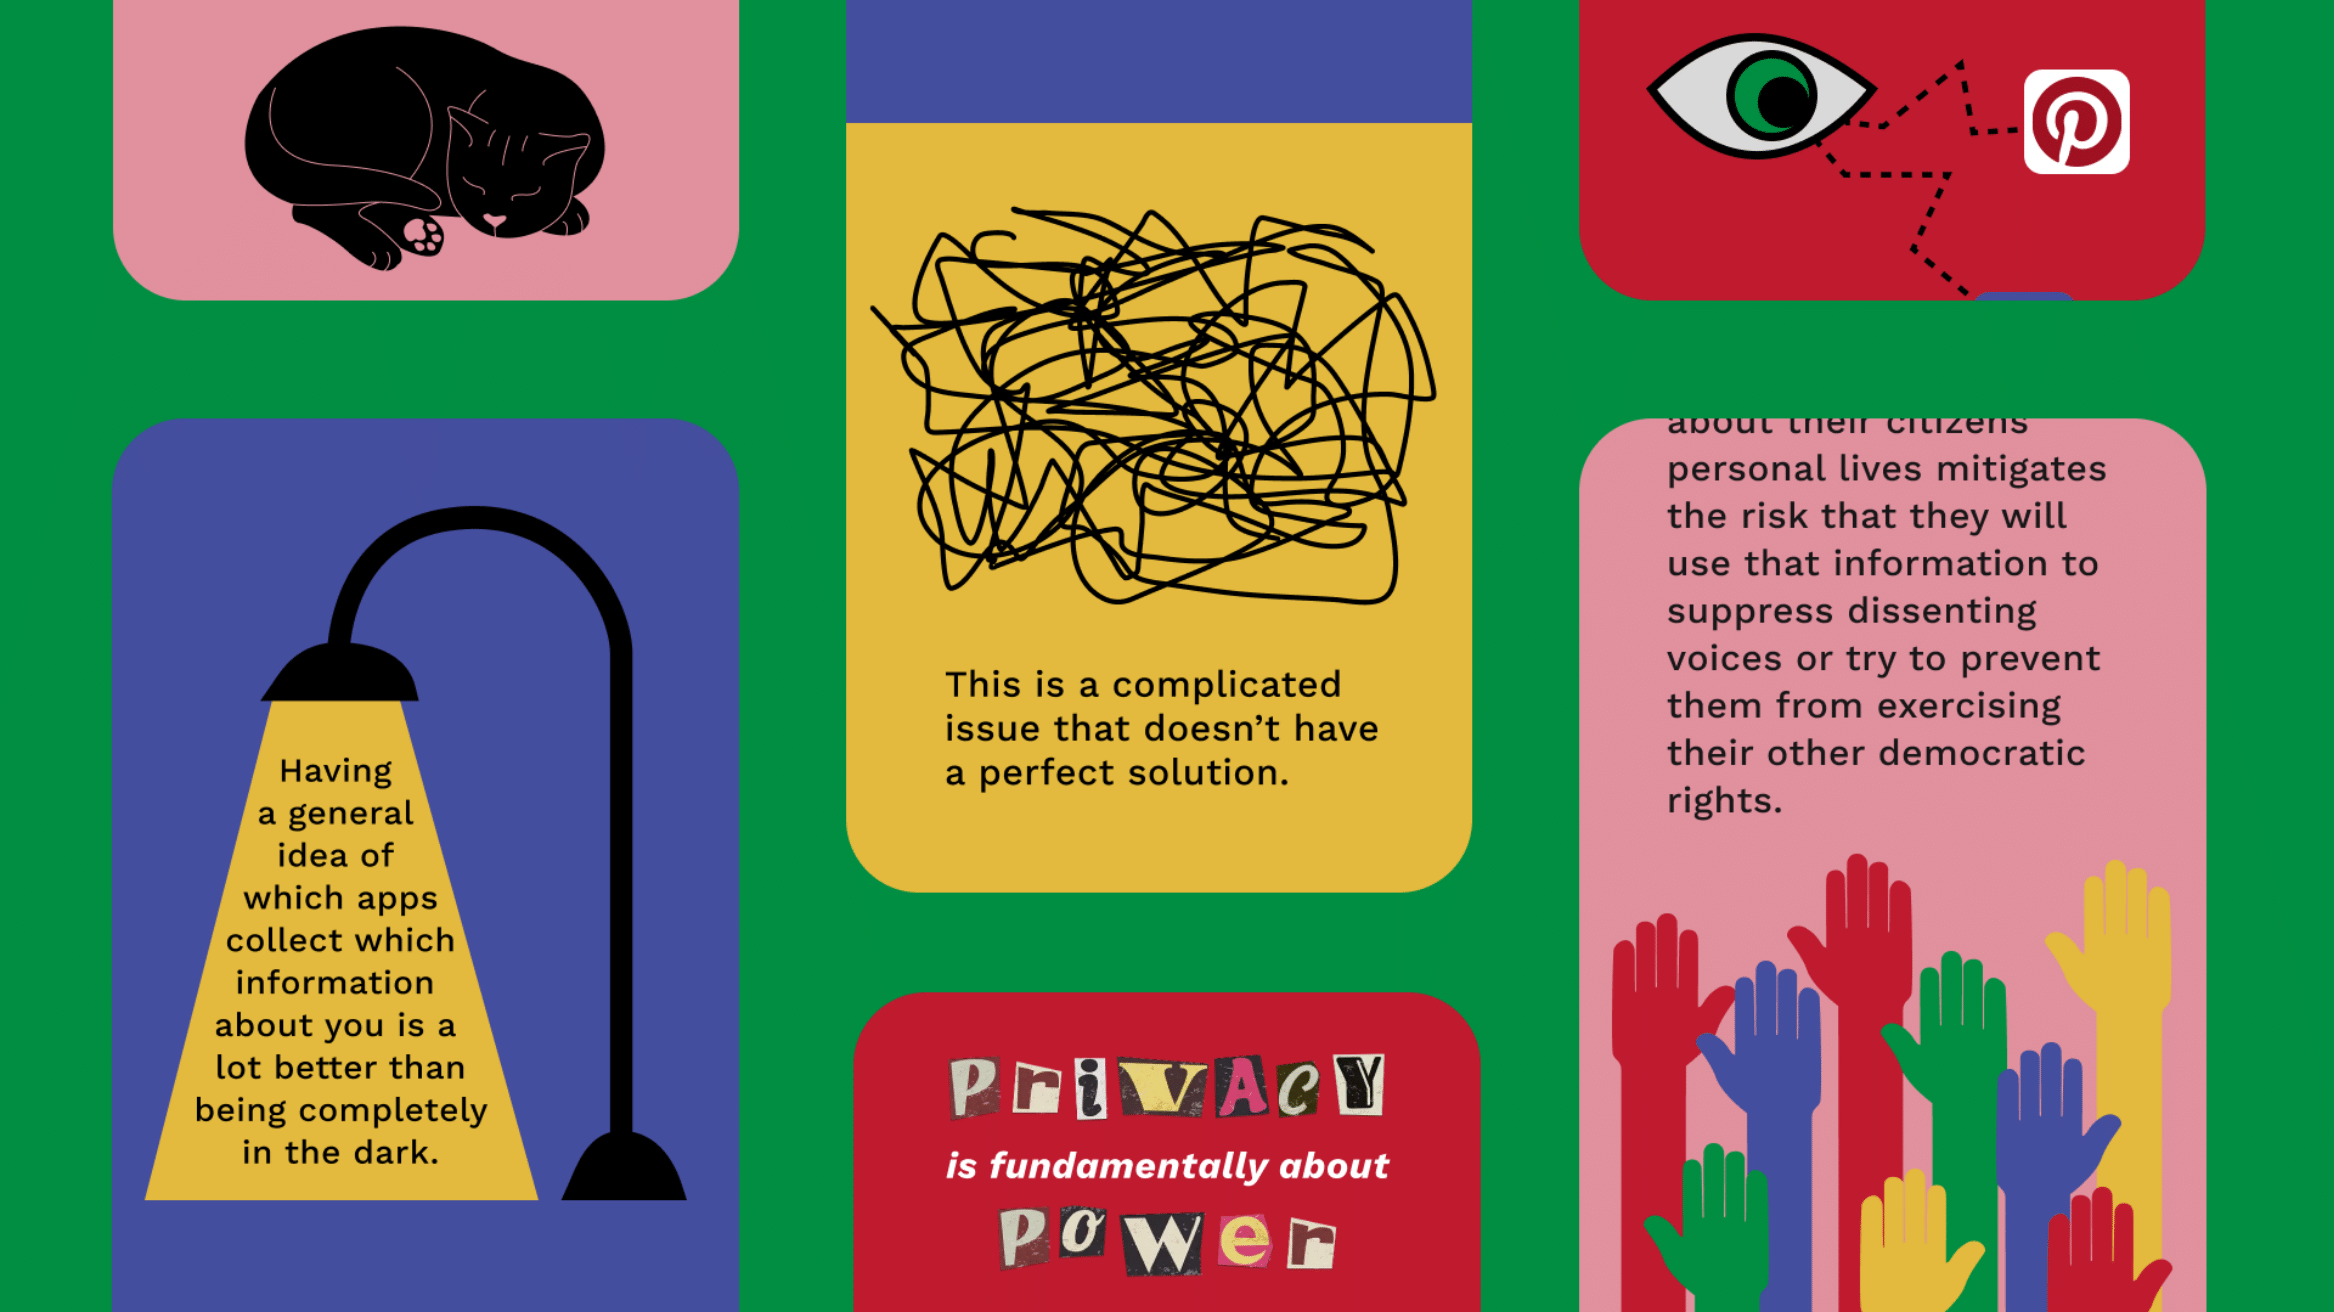 Having
a general
idea of
which apps
collect which
information
about you is a
lot better than
being completely
in the dark.
This is a complicated
issue that doesn’t have
a perfect solution.
PriVACY
is fundamentally about
Power
about their citizens
personal lives mitigates
the risk that they will
use that information to
suppress dissenting
voices or try to prevent
them from exercising
their other democratic
rights.